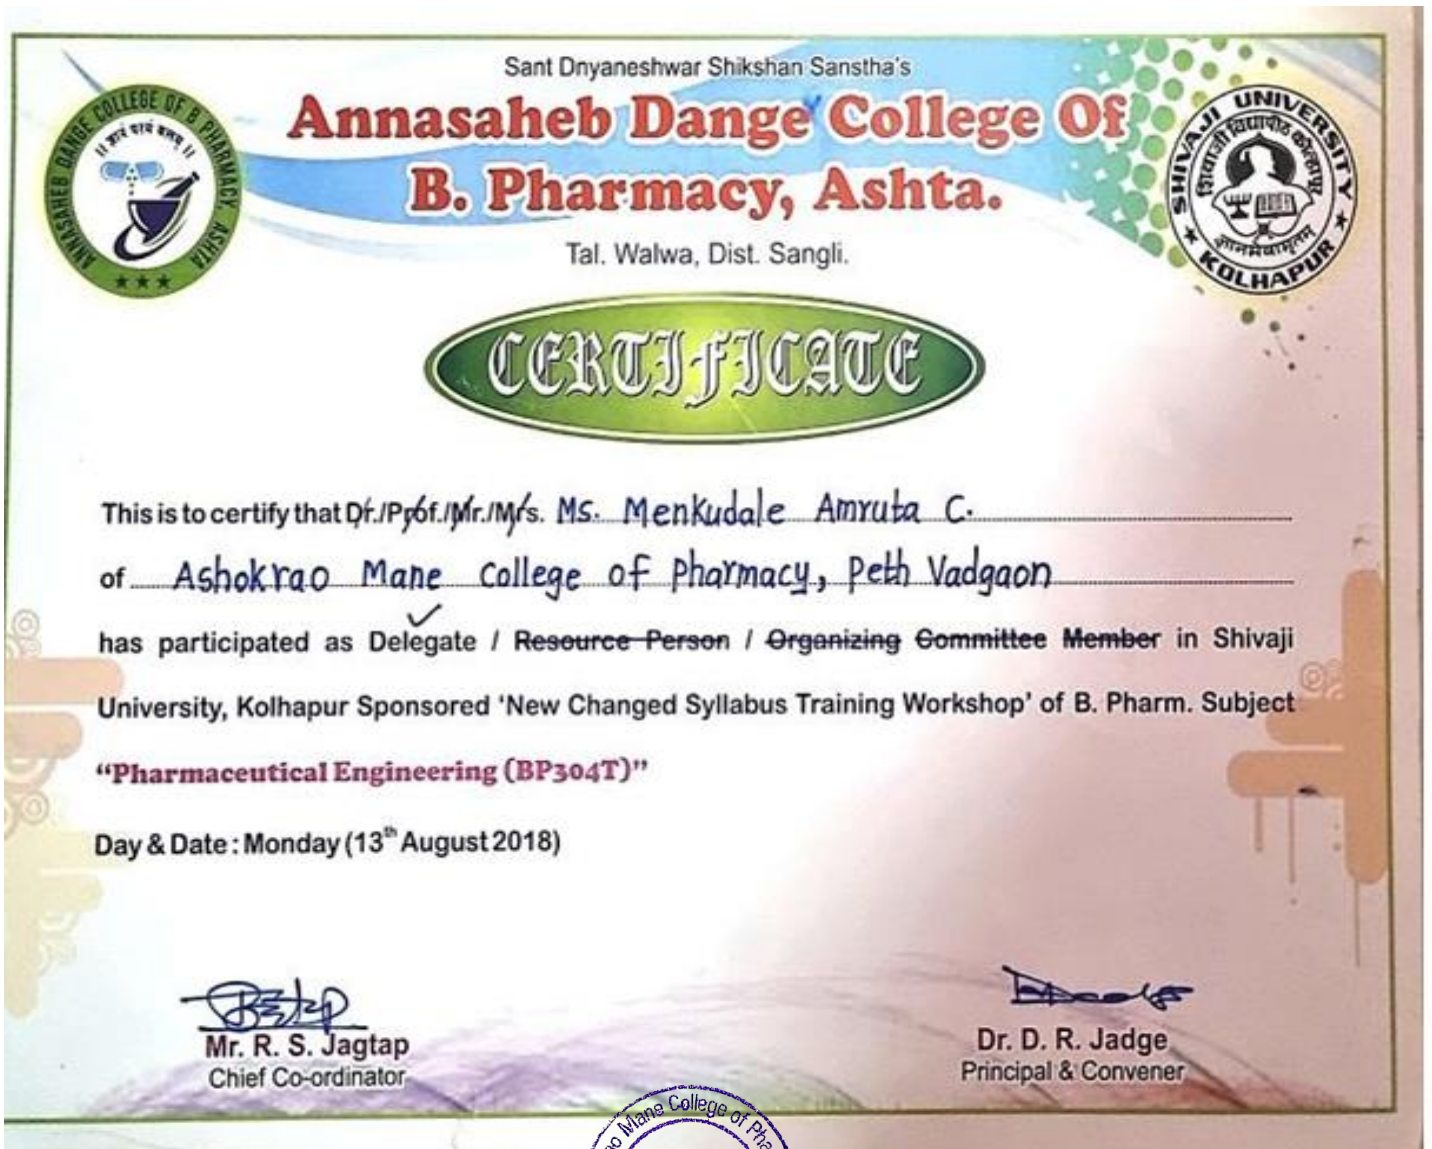 Sant Dnyaneshwar Shikshan Sanstha's
Annasaheb Dange College Of
B. Pharmacy, Ashta.
Tal. Walwa, Dist. Sangli.
ANNASAHEB DANGE COLLEGE OF B PHARMACY ASHTA
SHIVAJI UNIVERSITY
शिवाजी विद्यापीठ कोल्हापूर
ज्ञानमेवामृतम्
KOLHAPUR
CERTIFICATE
This is to certify that Dr./Prof./Mr./Mrs. Ms. Menkudale Amruta C.
of Ashokrao Mane College of pharmacy, Peth Vadgaon
has participated as Delegate / Resource Person / Organizing Committee Member in Shivaji
University, Kolhapur Sponsored 'New Changed Syllabus Training Workshop' of B. Pharm. Subject
“Pharmaceutical Engineering (BP304T)”
Day & Date : Monday (13th August 2018)
Mr. R. S. Jagtap
Chief Co-ordinator
Dr. D. R. Jadge
Principal & Convener
Mane College of